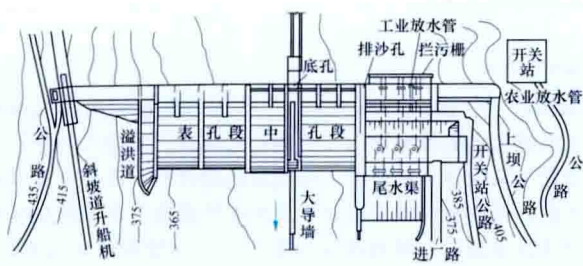 工业放水管
排沙孔 拦污栅
开关站
底孔
农业放水管
公路
溢洪道
表孔段中孔段
上坝公路
公路
斜坡道升船机
大导墙
尾水渠
开关站公路
进厂路
435
415
375
365
385
375
405